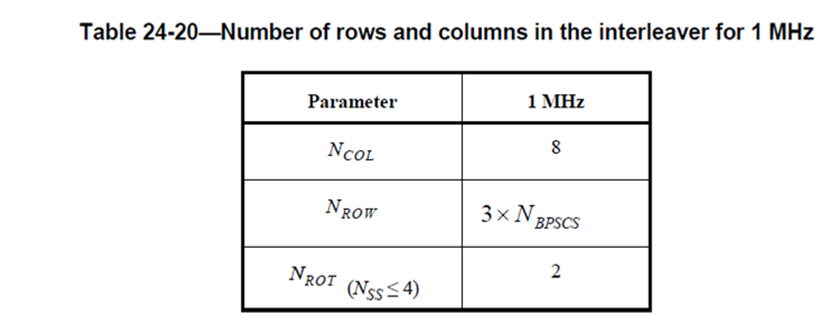 Table 24-20—Number of rows and columns in the interleaver for 1 MHz
Parameter 1 MHz
NCOL 8
NROW 3 × NBPSCS
NROT (NSS ≤ 4) 2